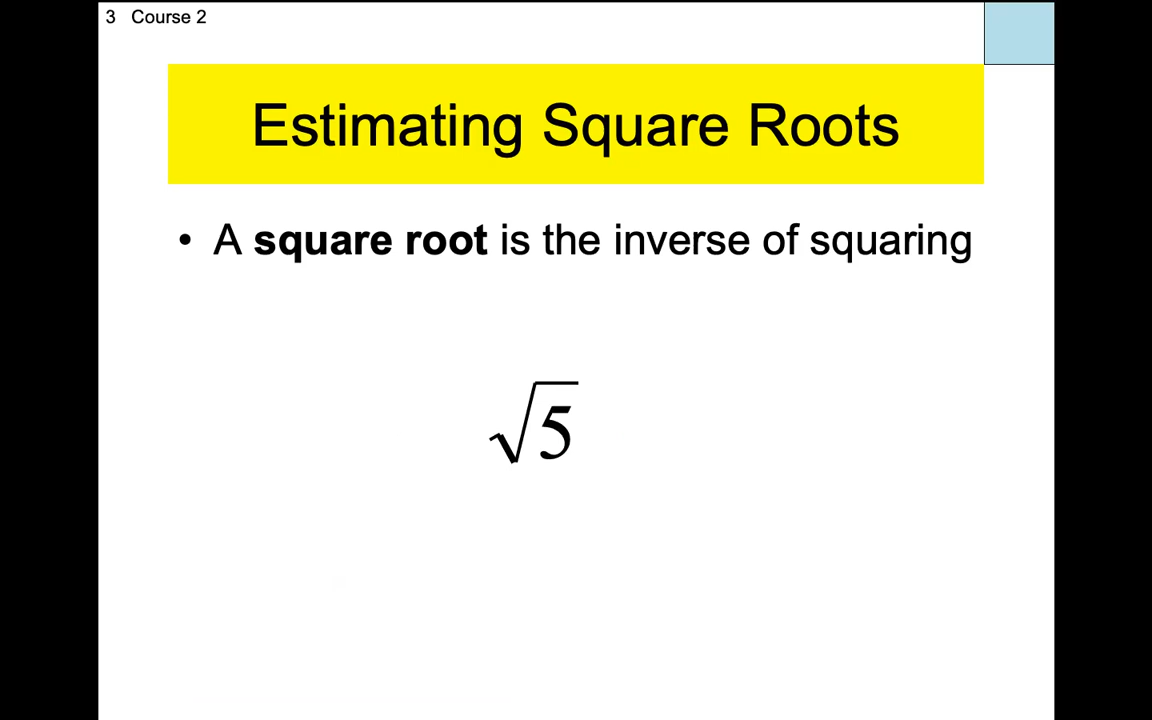 3 Course 2
Estimating Square Roots
• A square root is the inverse of squaring
√5